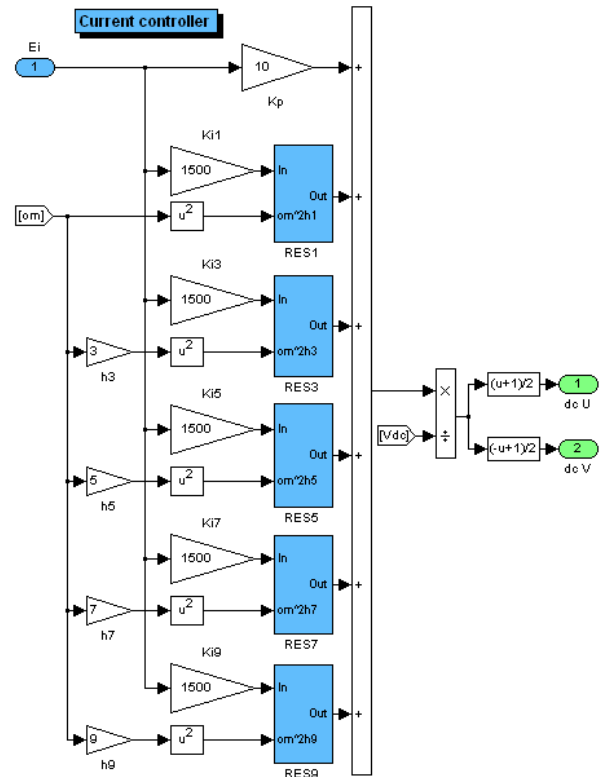 Current controller
Ei
1
10
+
Kp
Ki1
1500
In
Out
+
[om]
u²
om^2h1
RES1
Ki3
1500
In
Out
+
3
u²
om^2h3
h3
RES3
Ki5
1500
In
Out
+
5
u²
om^2h5
h5
RES5
Ki7
1500
In
Out
+
7
u²
om^2h7
h7
RES7
Ki9
1500
In
Out
+
9
u²
om^2h9
h9
RES9
×
[Vdc]
÷
(u+1)/2
1
dc U
(-u+1)/2
2
dc V